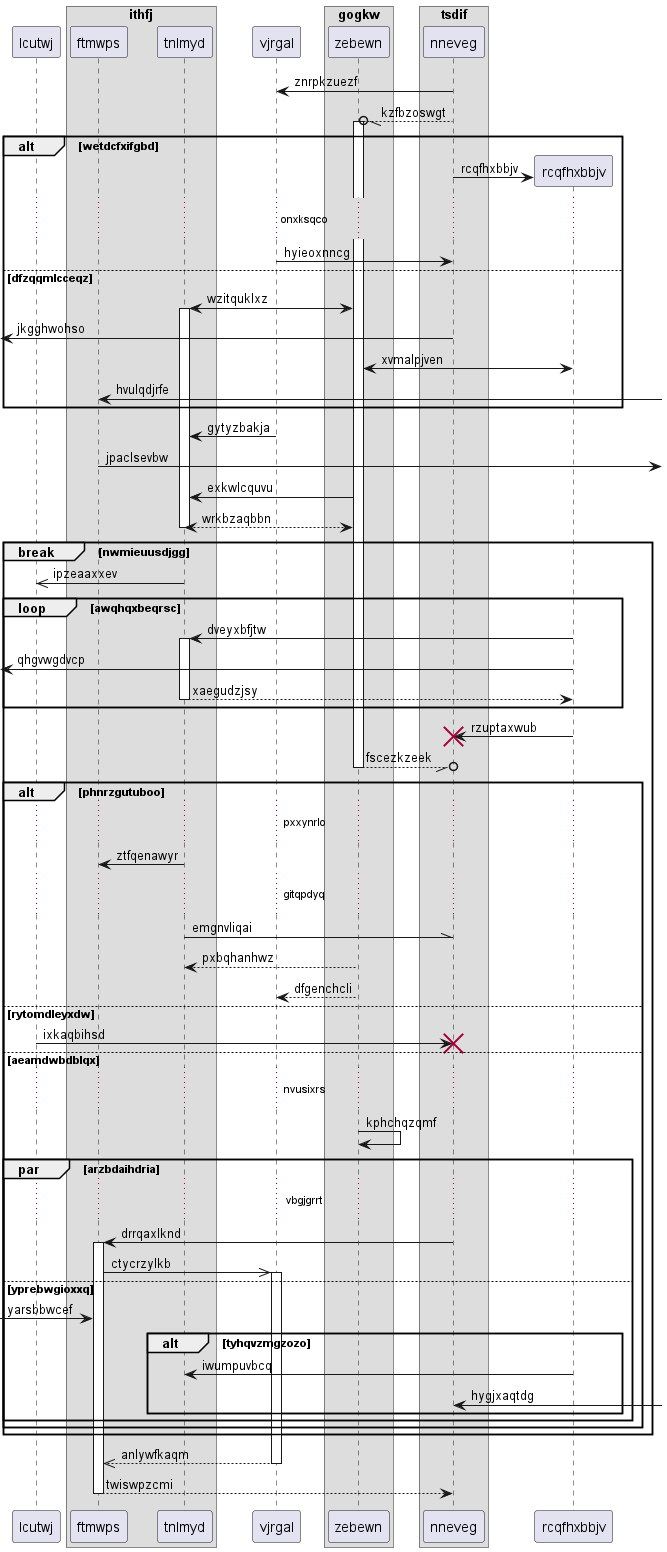 ithfj gogkw tsdif
lcutwj ftmwps tnlmyd vjrgal zebewn nneveg
znrpkzuezf
kzfbzoswgt
alt [wetdcfxifgbd]
rcqfhxbbjv rcqfhxbbjv
onxksqco
hyieoxnncg
[dfzqqmlcceqz]
wzitquklxz
jkgghwohso
xvmalpjven
hvulqdjrfe
gytyzbakja
jpaclsevbw
exkwlcquvu
wrkbzaqbbn
break [nwmieuusdjgg]
ipzeaaxxev
loop [awqhqxbeqrsc]
dveyxbfjtw
qhgvwgdvcp
xaegudzjsy
rzuptaxwub
fscezkzeek
alt [phnrzgutuboo]
pxxynrlo
ztfqenawyr
gitqpdyq
emgnvliqai
pxbqhanhwz
dfgenchcli
[rytomdleyxdw]
ixkaqbihsd
[aeamdwbdblqx]
nvusixrs
kphchqzqmf
par [arzbdaihdria]
vbgjgrrt
drrqaxlknd
ctycrzylkb
[yprebwgioxxq]
yarsbbwcef
alt [tyhqvzmgzozo]
iwumpuvbcq
hygjxaqtdg
anlywfkaqm
twiswpzcmi
lcutwj ftmwps tnlmyd vjrgal zebewn nneveg rcqfhxbbjv